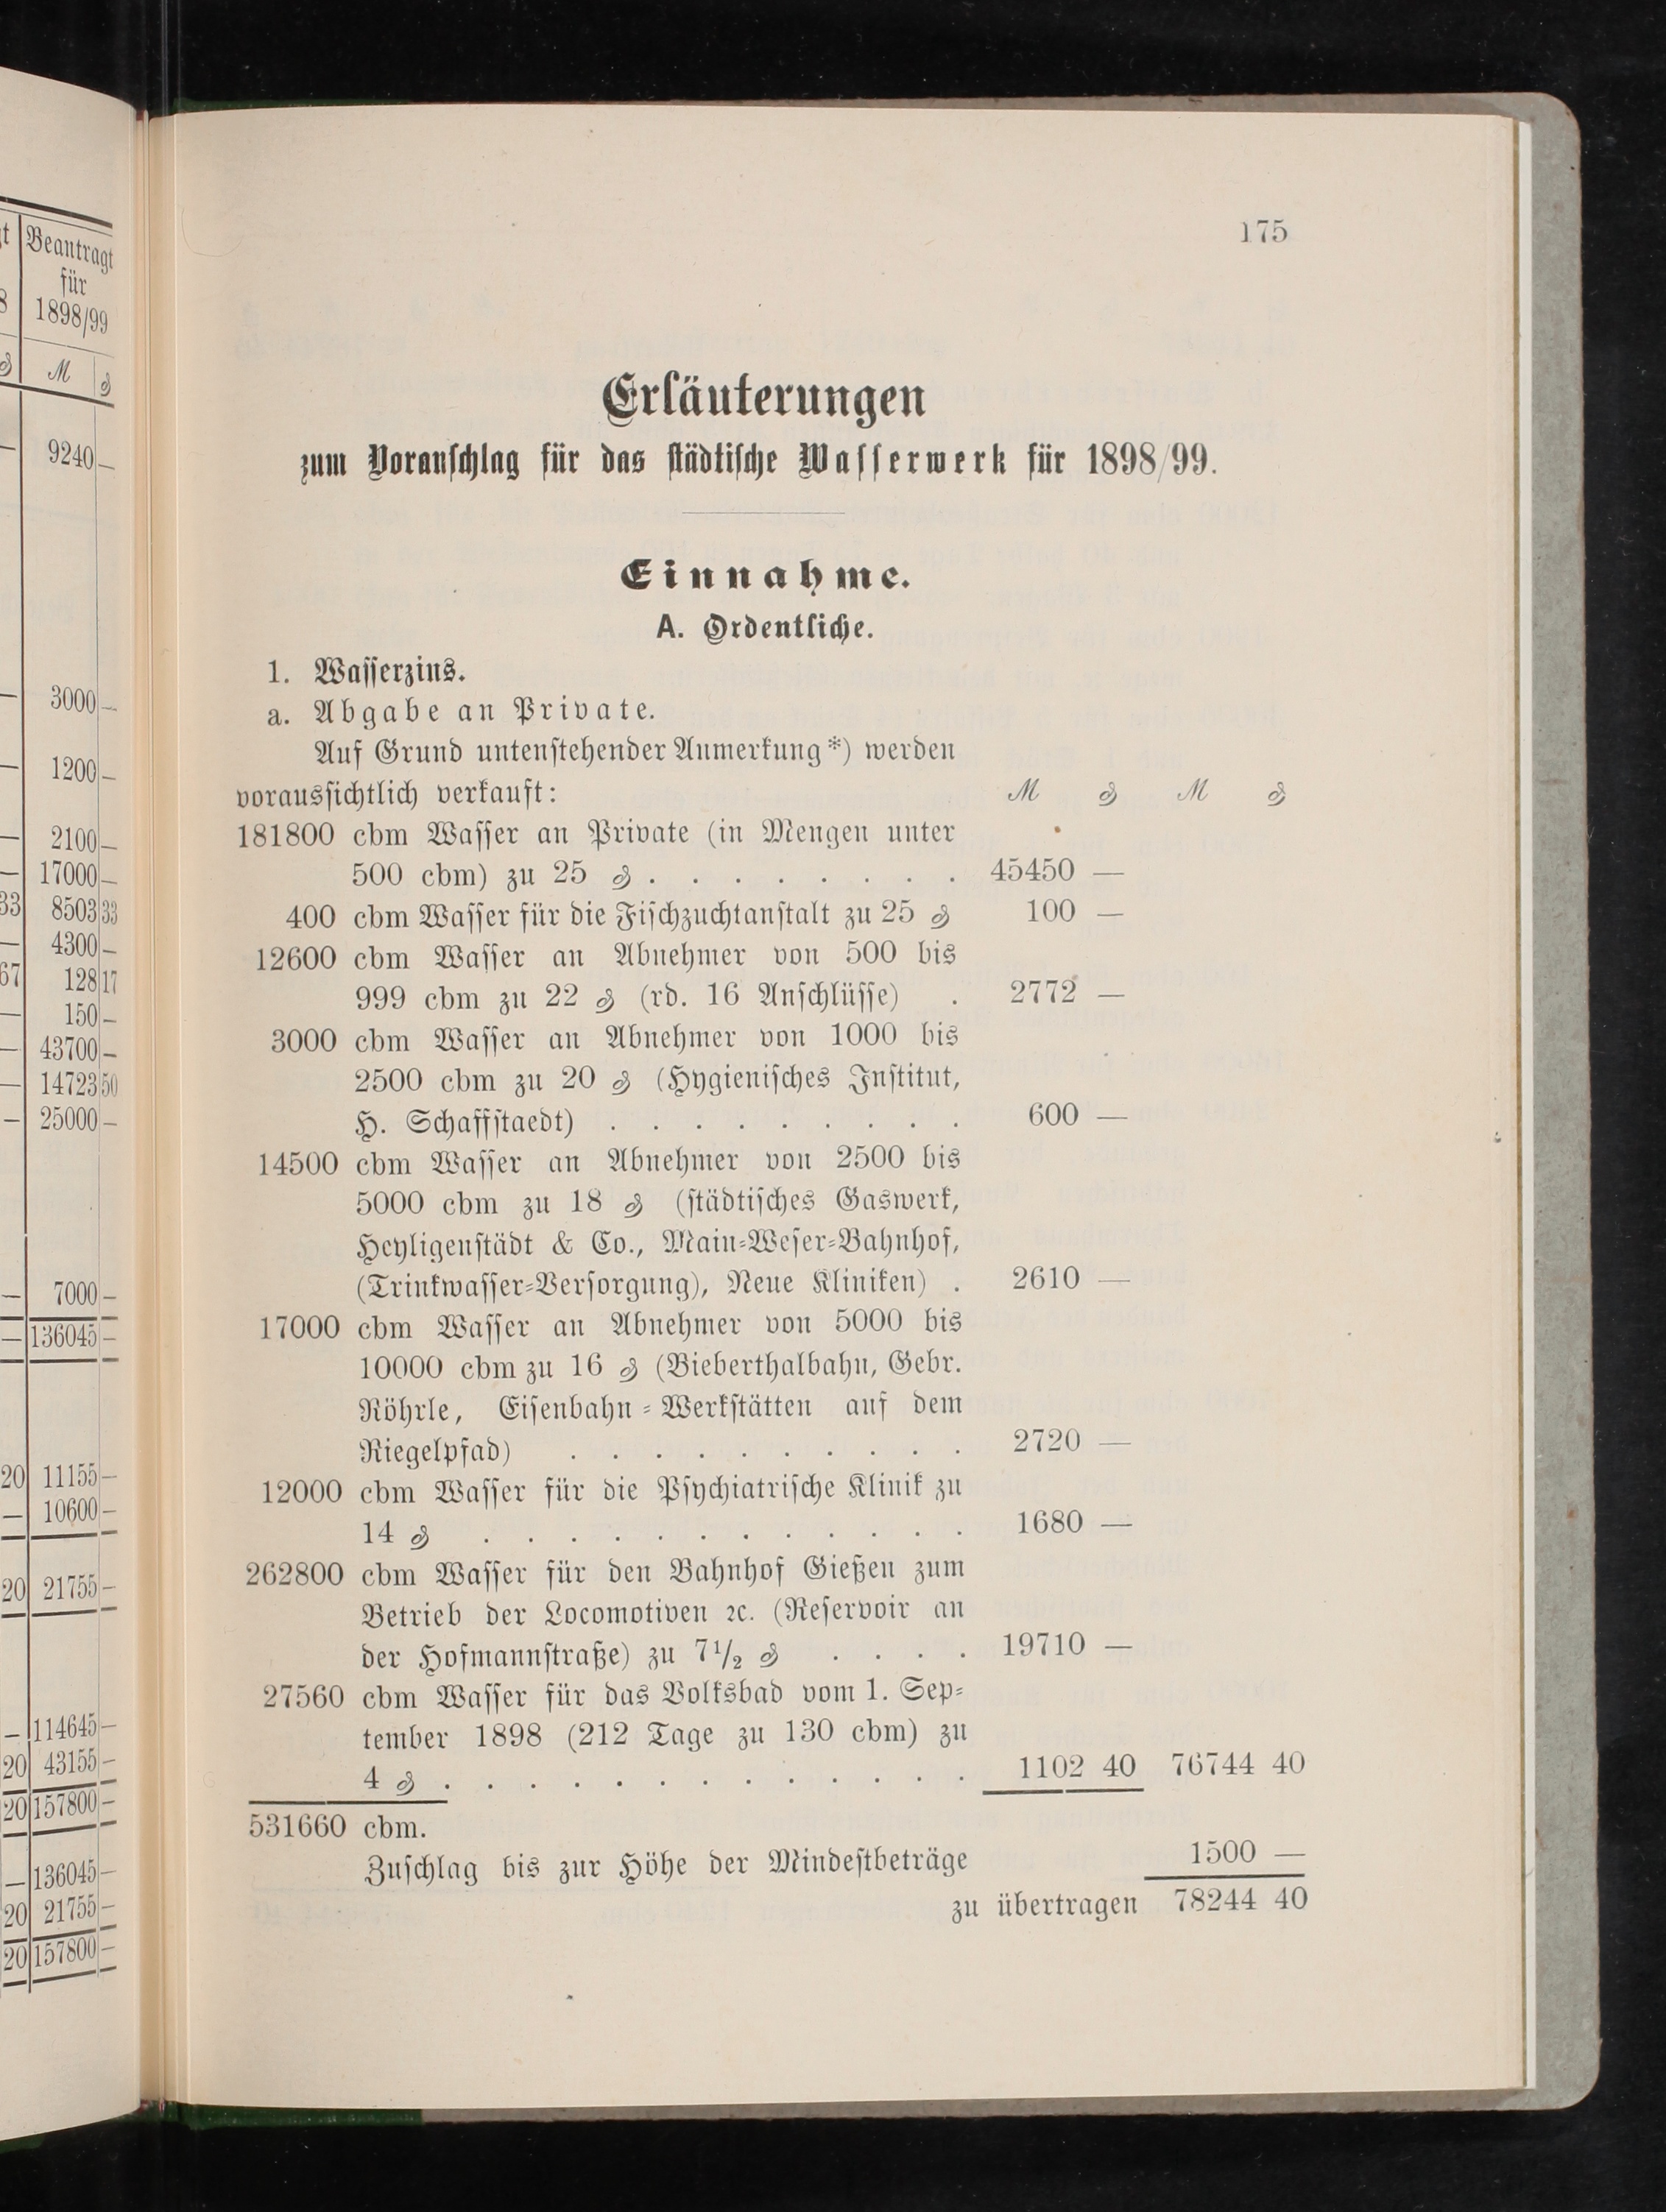 t Beantragt
für
8 1898/99
₰ M ₰
— 9240 —
— 3000 —
— 1200 —
— 2100 —
— 17000 —
33 8503 33
— 4300 —
67 128 17
— 150 —
— 43700 —
— 14723 50
— 25000 —
— 7000 —
— 136045 —
20 11155 —
— 10600 —
20 21755 —
— 114645 —
20 43155 —
20 157800 —
— 136045 —
20 21755 —
20 157800 —
175
Erläuterungen
zum Voranschlag für das städtische Wasserwerk für 1898/99.
Einnahme.
A. Ordentliche.
1. Wasserzins.
a. Abgabe an Private.
Auf Grund untenstehender Anmerkung *) werden
voraussichtlich verkauft: M ₰ M ₰
181800 cbm Wasser an Private (in Mengen unter
500 cbm) zu 25 ₰ . . . . . . . . 45450 —
400 cbm Wasser für die Fischzuchtanstalt zu 25 ₰ 100 —
12600 cbm Wasser an Abnehmer von 500 bis
999 cbm zu 22 ₰ (rd. 16 Anschlüsse) . 2772 —
3000 cbm Wasser an Abnehmer von 1000 bis
2500 cbm zu 20 ₰ (Hygienisches Institut,
H. Schaffstaedt) . . . . . . . . . 600 —
14500 cbm Wasser an Abnehmer von 2500 bis
5000 cbm zu 18 ₰ (städtisches Gaswerk,
Heyligenstädt & Co., Main-Weser-Bahnhof,
(Trinkwasser-Versorgung), Neue Kliniken) . 2610 —
17000 cbm Wasser an Abnehmer von 5000 bis
10000 cbm zu 16 ₰ (Bieberthalbahn, Gebr.
Röhrle, Eisenbahn-Werkstätten auf dem
Riegelpfad) . . . . . . . . . . 2720 —
12000 cbm Wasser für die Psychiatrische Klinik zu
14 ₰ . . . . . . . . . . . . 1680 —
262800 cbm Wasser für den Bahnhof Gießen zum
Betrieb der Locomotiven ꝛc. (Reservoir an
der Hofmannstraße) zu 7 1/2 ₰ . . . . 19710 —
27560 cbm Wasser für das Volksbad vom 1. Sep-
tember 1898 (212 Tage zu 130 cbm) zu
4 ₰ . . . . . . . . . . . . . 1102 40 76744 40
531660 cbm.
Zuschlag bis zur Höhe der Mindestbeträge 1500 —
zu übertragen 78244 40